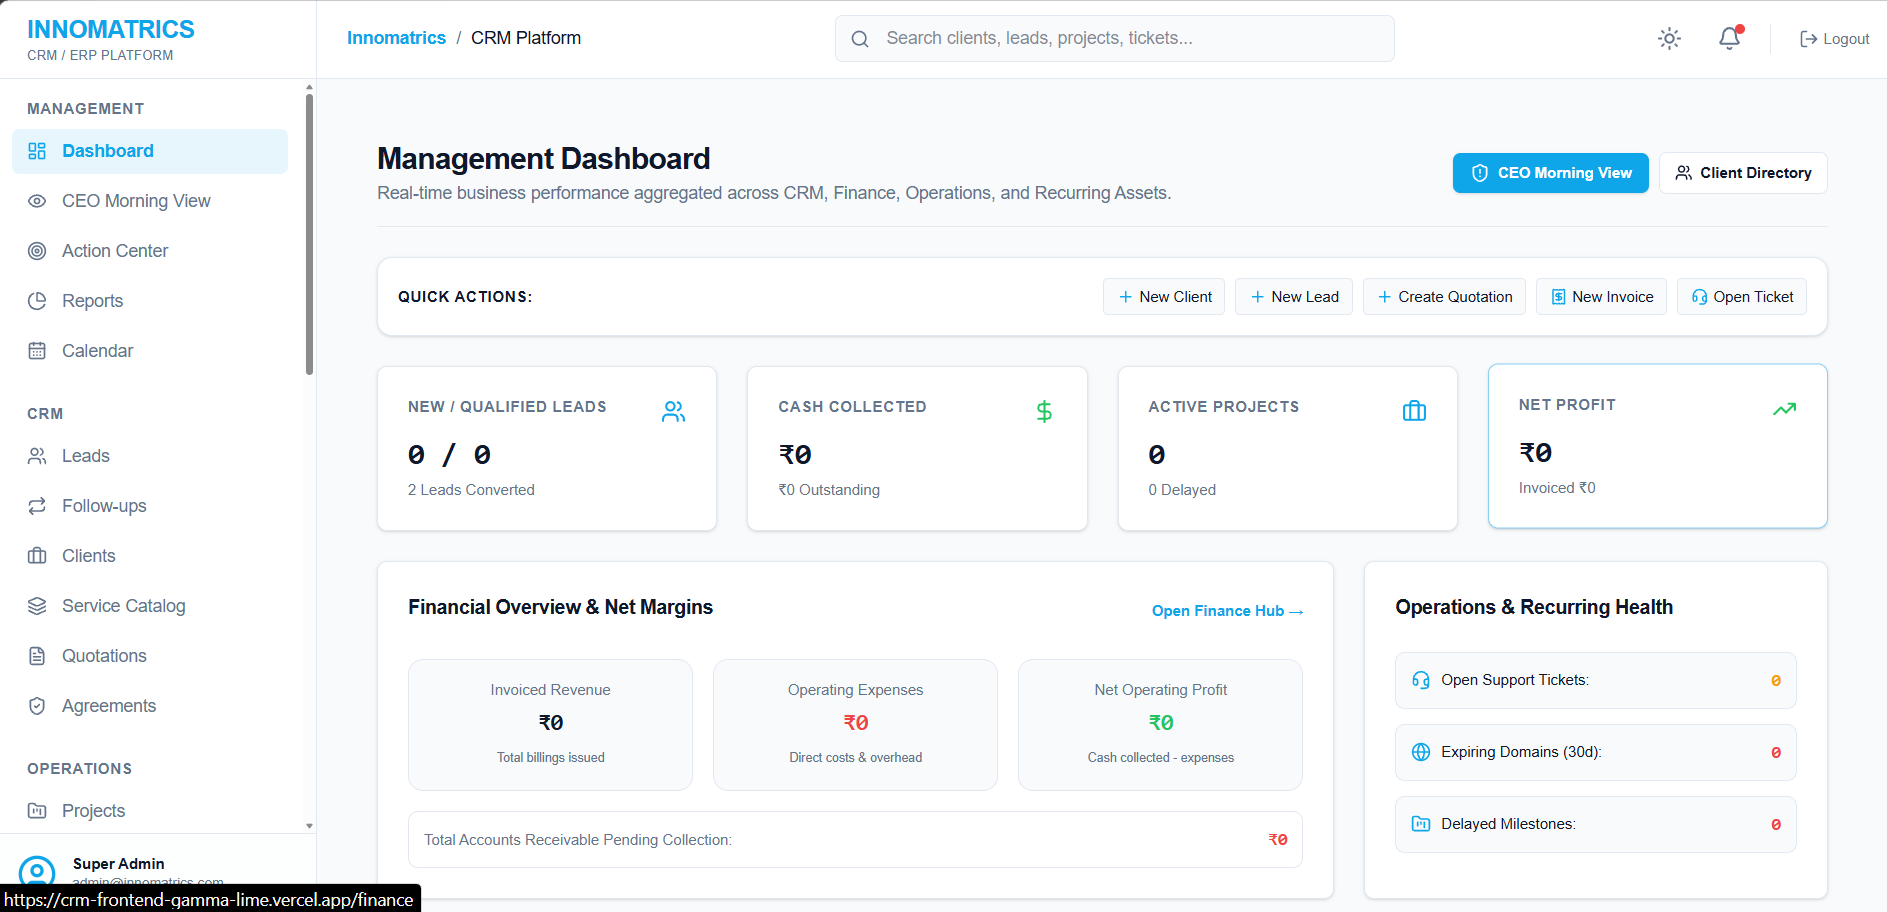 INNOMATRICS
CRM / ERP PLATFORM
Innomatrics / CRM Platform
Search clients, leads, projects, tickets...
Logout
MANAGEMENT
Dashboard
CEO Morning View
Action Center
Reports
Calendar
CRM
Leads
Follow-ups
Clients
Service Catalog
Quotations
Agreements
OPERATIONS
Projects
Super Admin
admin@innomatrics.com
https://crm-frontend-gamma-lime.vercel.app/finance
Management Dashboard
Real-time business performance aggregated across CRM, Finance, Operations, and Recurring Assets.
CEO Morning View
Client Directory
QUICK ACTIONS:
+ New Client
+ New Lead
+ Create Quotation
New Invoice
Open Ticket
NEW / QUALIFIED LEADS
0 / 0
2 Leads Converted
CASH COLLECTED
₹0
₹0 Outstanding
ACTIVE PROJECTS
0
0 Delayed
NET PROFIT
₹0
Invoiced ₹0
Financial Overview & Net Margins
Open Finance Hub →
Invoiced Revenue
₹0
Total billings issued
Operating Expenses
₹0
Direct costs & overhead
Net Operating Profit
₹0
Cash collected - expenses
Total Accounts Receivable Pending Collection: ₹0
Operations & Recurring Health
Open Support Tickets: 0
Expiring Domains (30d): 0
Delayed Milestones: 0